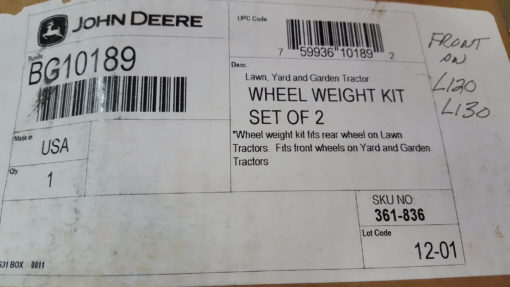 JOHN DEERE
Bundle
BG10189
UPC Code
7 59936 10189 2
Desc.
Lawn, Yard and Garden Tractor
WHEEL WEIGHT KIT
SET OF 2
*Wheel weight kit fits rear wheel on Lawn
Tractors. Fits front wheels on Yard and Garden
Tractors
FRONT
ON
L120
L130
Made in
USA
Qty
1
SKU NO:
361-836
Lot Code
12-01
BOX 0011